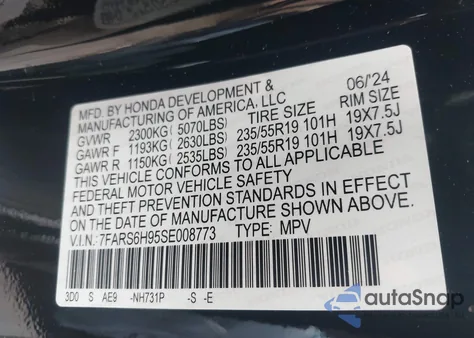 MFD. BY HONDA DEVELOPMENT & 06/'24
MANUFACTURING OF AMERICA, LLC
GVWR 2300KG(5070LBS) TIRE SIZE RIM SIZE
GAWR F 1193KG(2630LBS) 235/55R19 101H 19X7.5J
GAWR R 1150KG(2535LBS) 235/55R19 101H 19X7.5J
THIS VEHICLE CONFORMS TO ALL APPLICABLE
FEDERAL MOTOR VEHICLE SAFETY
AND THEFT PREVENTION STANDARDS IN EFFECT
ON THE DATE OF MANUFACTURE SHOWN ABOVE.
V.I.N.:7FARS6H95SE008773 TYPE: MPV
3D0 S AE9 -NH731P -S -E
autoSnap